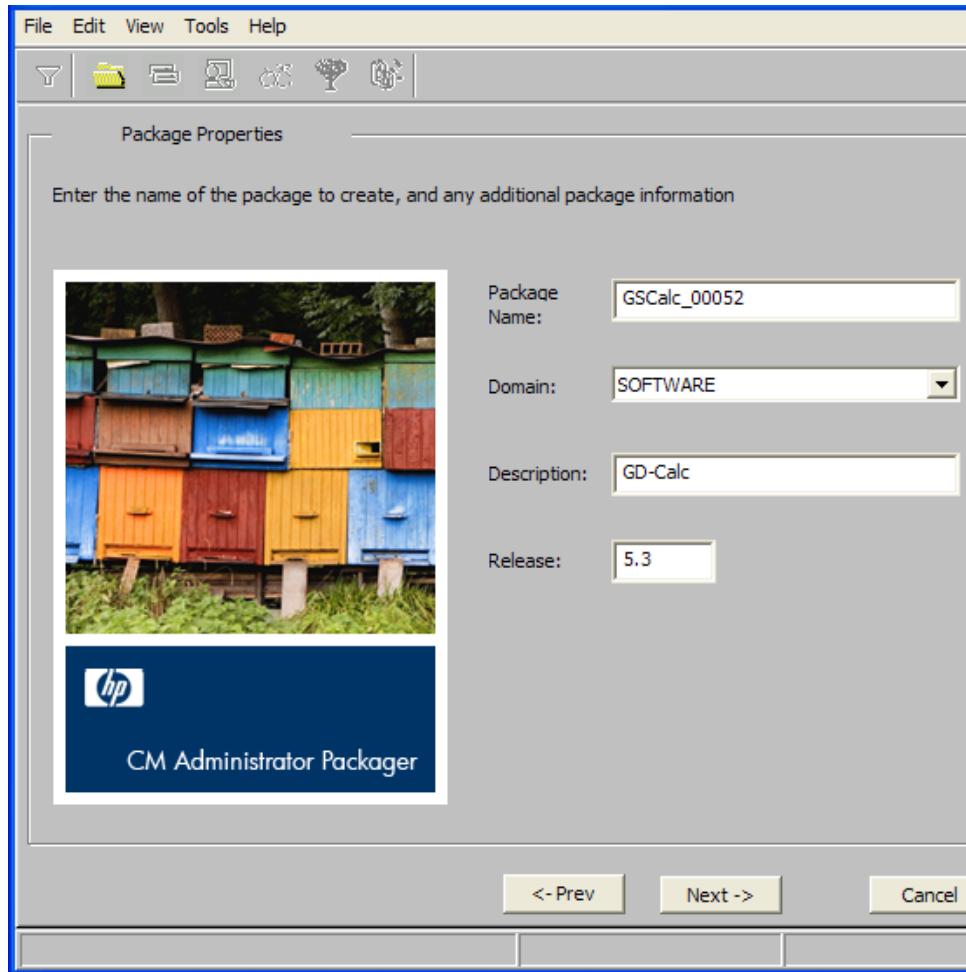 File Edit View Tools Help
Package Properties
Enter the name of the package to create, and any additional package information
Package
Name:
GSCalc_00052
Domain:
SOFTWARE
Description:
GD-Calc
Release:
5.3
hp
CM Administrator Packager
<- Prev
Next ->
Cancel